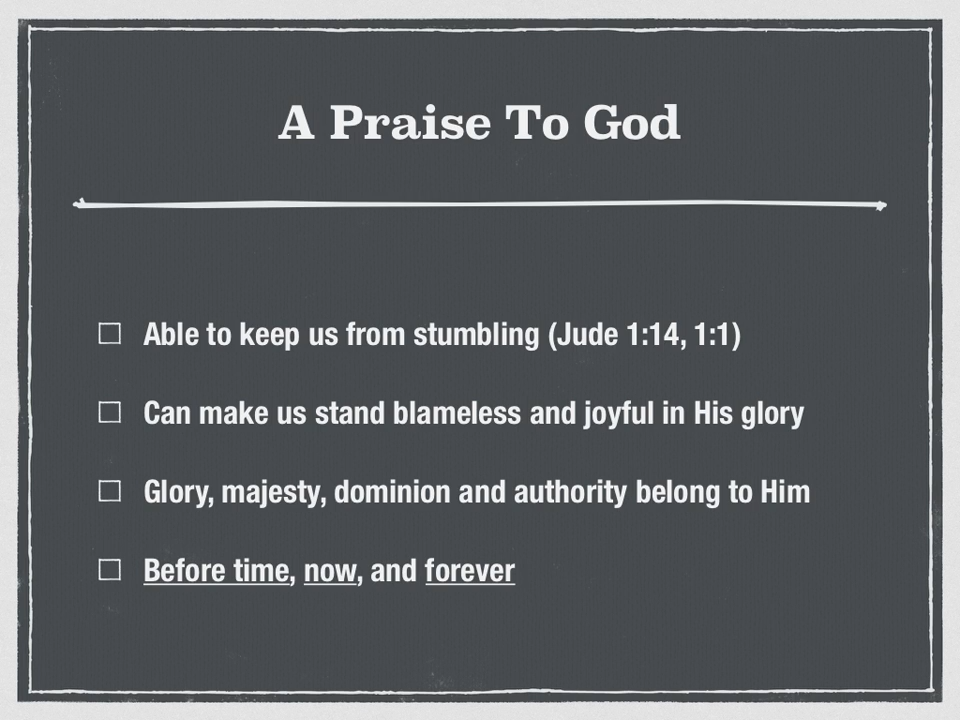 A Praise To God
Able to keep us from stumbling (Jude 1:14, 1:1)
Can make us stand blameless and joyful in His glory
Glory, majesty, dominion and authority belong to Him
Before time, now, and forever